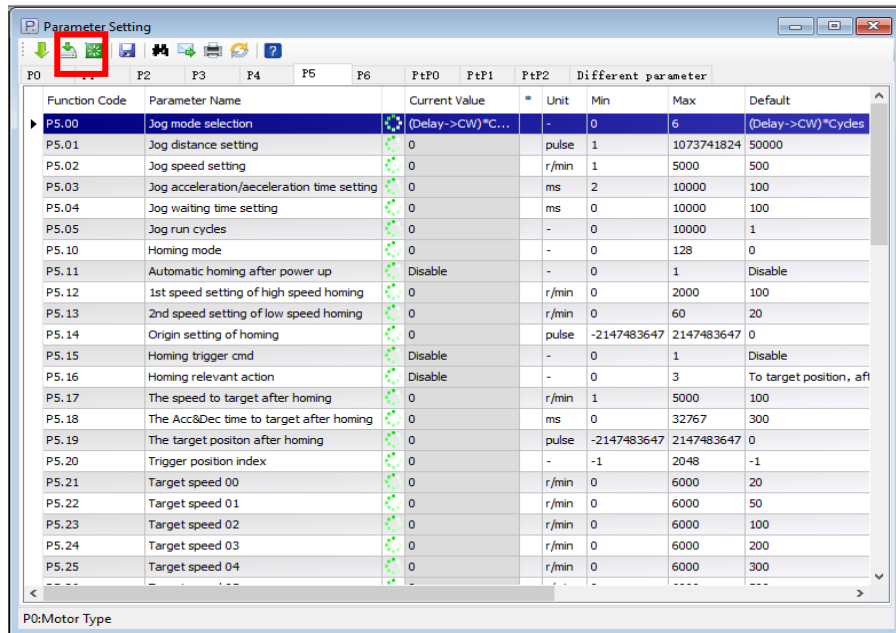 Parameter Setting
P0 P2 P3 P4 P5 P6 PtP0 PtP1 PtP2 Different parameter
Function Code Parameter Name Current Value * Unit Min Max Default
P5.00 Jog mode selection (Delay->CW)*C... - 0 6 (Delay->CW)*Cycles
P5.01 Jog distance setting 0 pulse 1 1073741824 50000
P5.02 Jog speed setting 0 r/min 1 5000 500
P5.03 Jog acceleration/aeceleration time setting 0 ms 2 10000 100
P5.04 Jog waiting time setting 0 ms 0 10000 100
P5.05 Jog run cycles 0 - 0 10000 1
P5.10 Homing mode 0 - 0 128 0
P5.11 Automatic homing after power up Disable - 0 1 Disable
P5.12 1st speed setting of high speed homing 0 r/min 0 2000 100
P5.13 2nd speed setting of low speed homing 0 r/min 0 60 20
P5.14 Origin setting of homing 0 pulse -2147483647 2147483647 0
P5.15 Homing trigger cmd Disable - 0 1 Disable
P5.16 Homing relevant action Disable - 0 3 To target position, aft
P5.17 The speed to target after homing 0 r/min 1 5000 100
P5.18 The Acc&Dec time to target after homing 0 ms 0 32767 300
P5.19 The target positon after homing 0 pulse -2147483647 2147483647 0
P5.20 Trigger position index 0 - -1 2048 -1
P5.21 Target speed 00 0 r/min 0 6000 20
P5.22 Target speed 01 0 r/min 0 6000 50
P5.23 Target speed 02 0 r/min 0 6000 100
P5.24 Target speed 03 0 r/min 0 6000 200
P5.25 Target speed 04 0 r/min 0 6000 300
P0:Motor Type